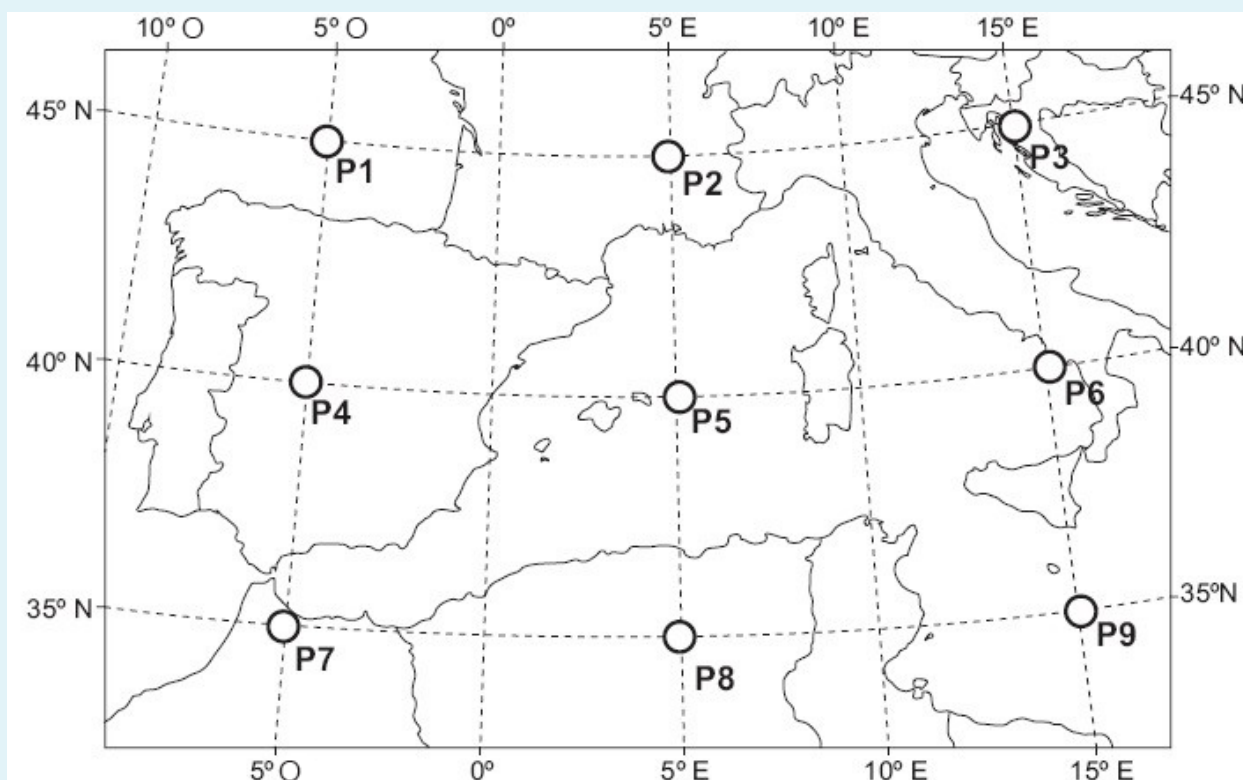 10º O 5º O 0º 5º E 10º E 15º E
45º N 45º N
P1 P2 P3
40º N 40º N
P4 P5 P6
35º N 35ºN
P7 P8 P9
5º O 0º 5º E 10º E 15º E